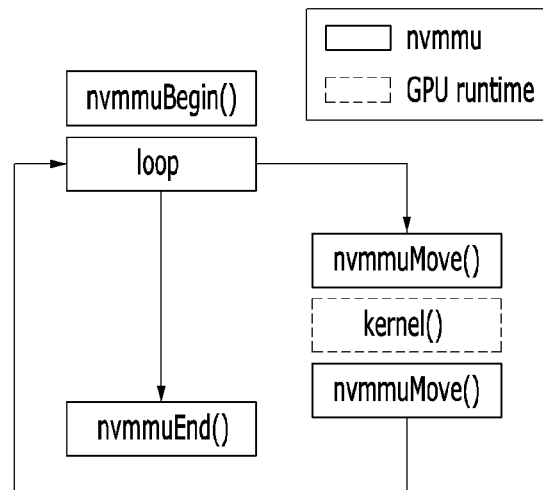 nvmmu
GPU runtime
nvmmuBegin()
loop
nvmmuMove()
kernel()
nvmmuMove()
nvmmuEnd()